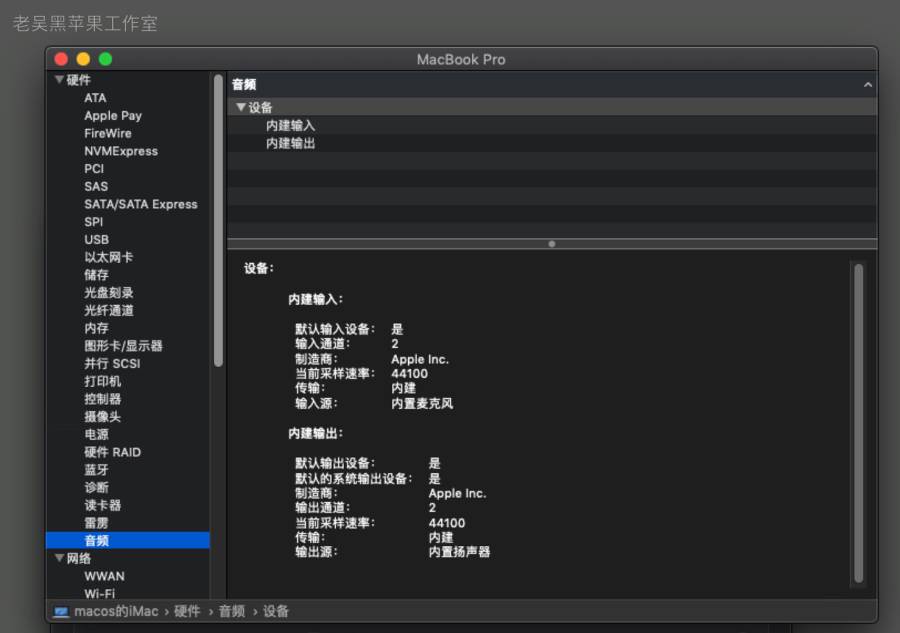 老吴黑苹果工作室
MacBook Pro
硬件
ATA
Apple Pay
FireWire
NVMExpress
PCI
SAS
SATA/SATA Express
SPI
USB
以太网卡
储存
光盘刻录
光纤通道
内存
图形卡/显示器
并行 SCSI
打印机
控制器
摄像头
电源
硬件 RAID
蓝牙
诊断
读卡器
雷雳
音频
网络
WWAN
Wi-Fi
音频
设备
内建输入
内建输出
设备：
内建输入：
默认输入设备： 是
输入通道： 2
制造商： Apple Inc.
当前采样速率： 44100
传输： 内建
输入源： 内置麦克风
内建输出：
默认输出设备： 是
默认的系统输出设备： 是
制造商： Apple Inc.
输出通道： 2
当前采样速率： 44100
传输： 内建
输出源： 内置扬声器
macos的iMac › 硬件 › 音频 › 设备